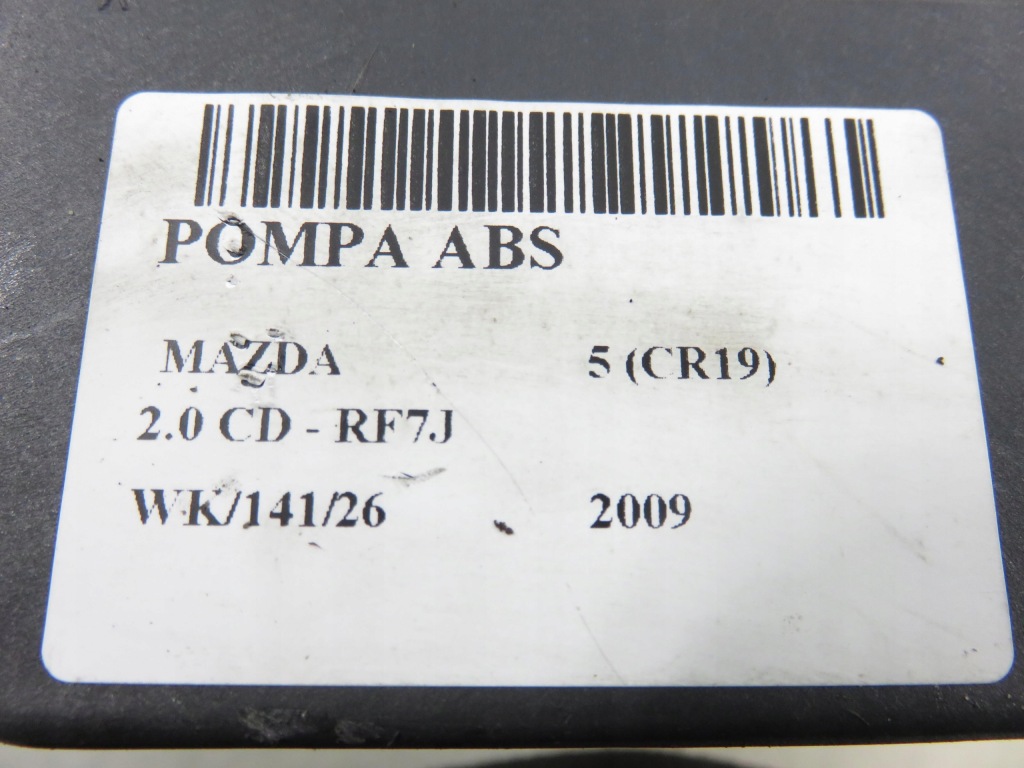 POMPA ABS
MAZDA 5 (CR19)
2.0 CD - RF7J
WK/141/26 2009